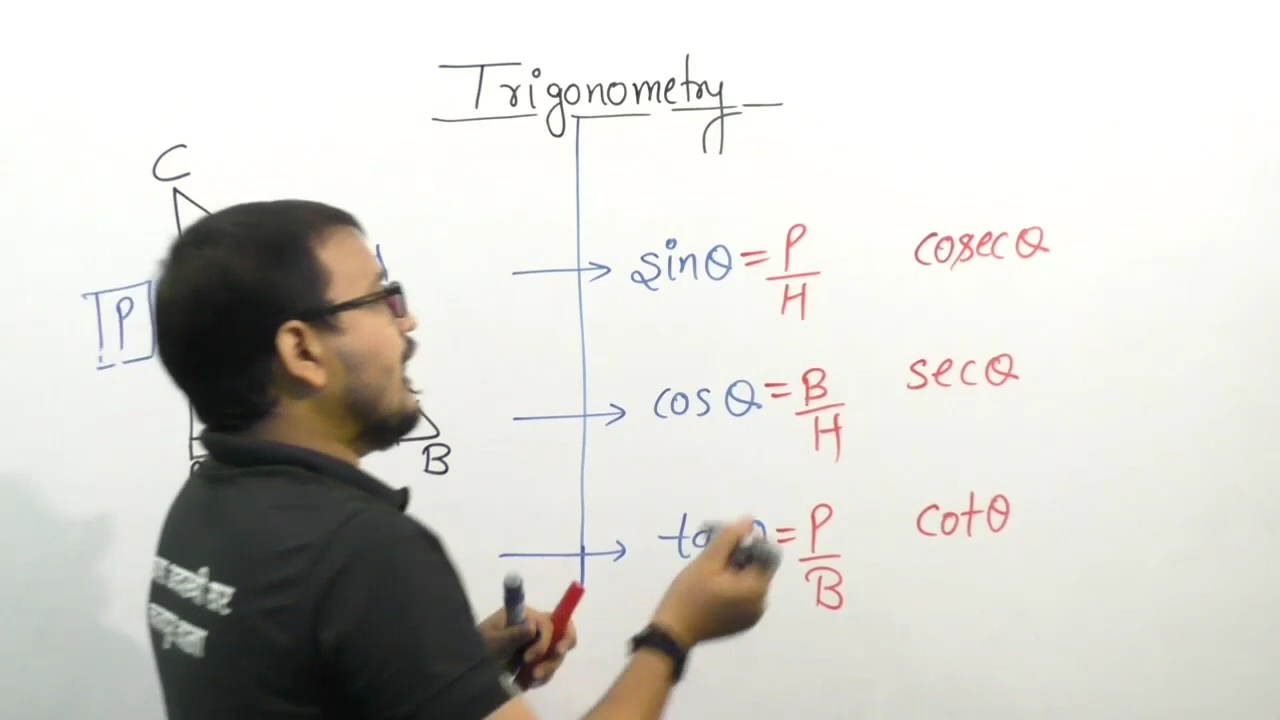 Trigonometry
C
P
B
sinθ = P/H cosecθ
cosθ = B/H secθ
= P/B cotθ